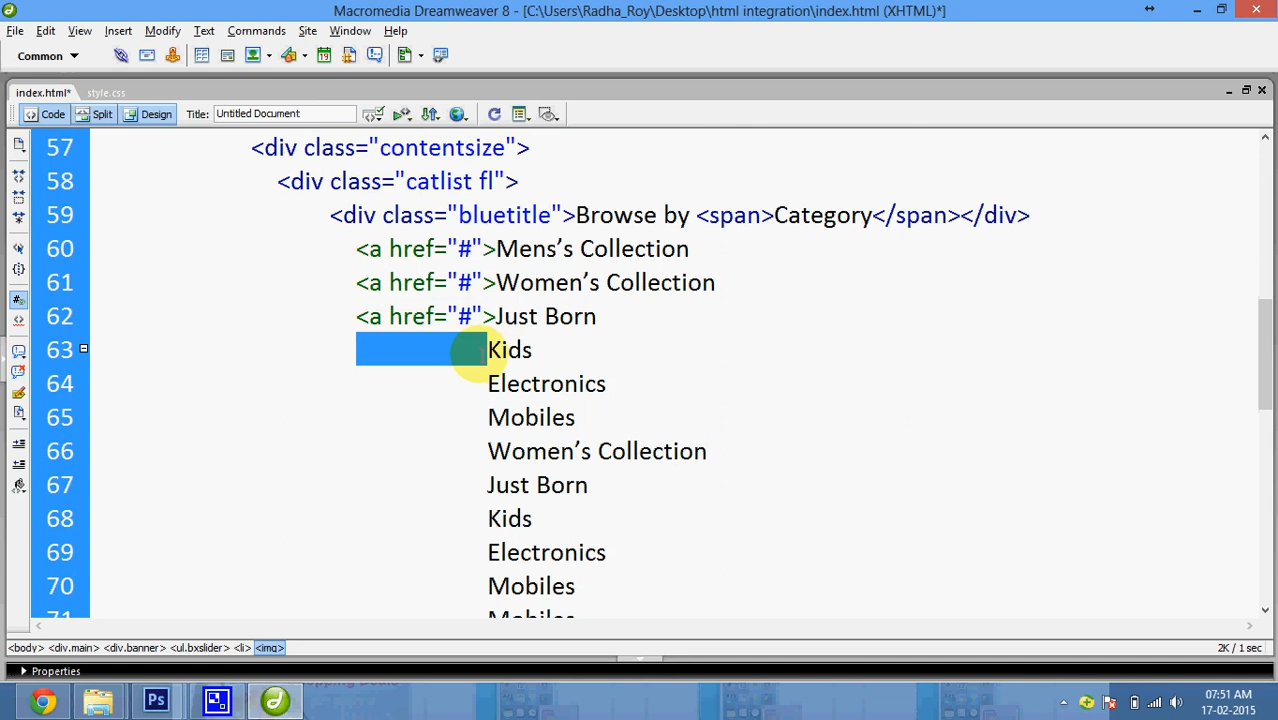 Macromedia Dreamweaver 8 - [C:\Users\Radha_Roy\Desktop\html integration\index.html (XHTML)*]
File Edit View Insert Modify Text Commands Site Window Help
Common
index.html* style.css
Code Split Design Title: Untitled Document
57 <div class="contentsize">
58 <div class="catlist fl">
59 <div class="bluetitle">Browse by <span>Category</span></div>
60 <a href="#">Mens’s Collection
61 <a href="#">Women’s Collection
62 <a href="#">Just Born
63 Kids
64 Electronics
65 Mobiles
66 Women’s Collection
67 Just Born
68 Kids
69 Electronics
70 Mobiles
71 Mobiles
<body> <div.main> <div.banner> <ul.bxslider> <li> <img> 2K / 1 sec
Properties
07:51 AM
17-02-2015